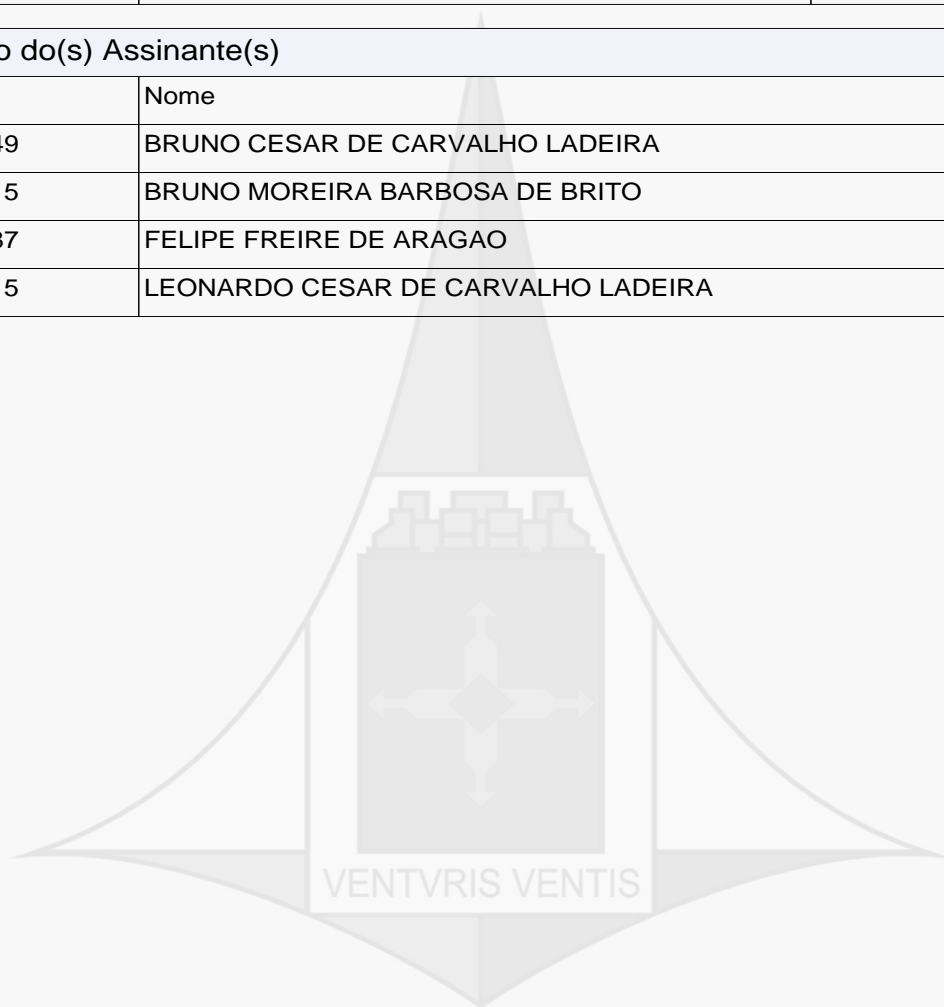 o do(s) Assinante(s)
Nome
49 BRUNO CESAR DE CARVALHO LADEIRA
5 BRUNO MOREIRA BARBOSA DE BRITO
37 FELIPE FREIRE DE ARAGAO
5 LEONARDO CESAR DE CARVALHO LADEIRA
VENTVRIS VENTIS